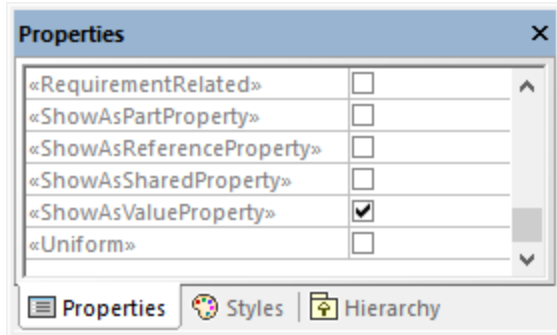 Properties
«RequirementRelated»
«ShowAsPartProperty»
«ShowAsReferenceProperty»
«ShowAsSharedProperty»
«ShowAsValueProperty»
«Uniform»
Properties Styles Hierarchy